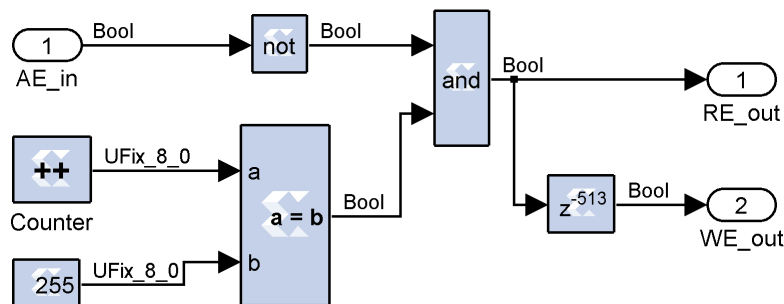 Bool
1
AE_in
not
Bool
and
Bool
1
RE_out
++
Counter
UFix_8_0
a
a = b
b
Bool
255
UFix_8_0
z-513
Bool
2
WE_out